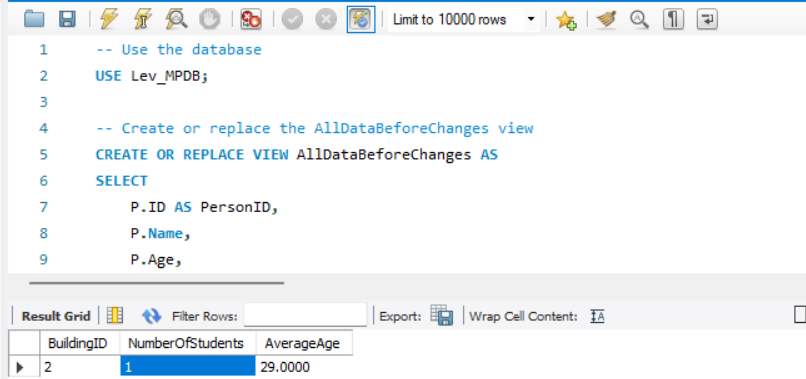 Limit to 10000 rows
1 -- Use the database
2 USE Lev_MPDB;
3
4 -- Create or replace the AllDataBeforeChanges view
5 CREATE OR REPLACE VIEW AllDataBeforeChanges AS
6 SELECT
7 P.ID AS PersonID,
8 P.Name,
9 P.Age,
Result Grid Filter Rows: Export: Wrap Cell Content:
BuildingID NumberOfStudents AverageAge
2 1 29.0000